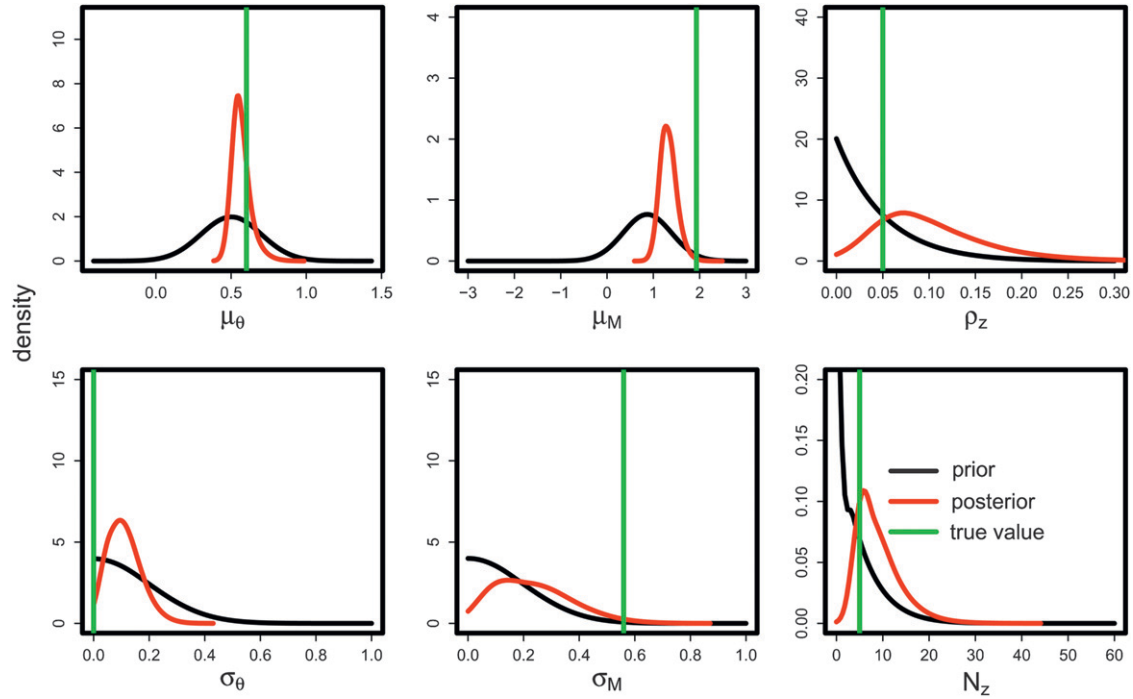 density
0 2 4 6 8 10
0.0 0.5 1.0 1.5
μθ
0 1 2 3 4
−3 −2 −1 0 1 2 3
μM
0 10 20 30 40
0.00 0.05 0.10 0.15 0.20 0.25 0.30
ρz
0 5 10 15
0.0 0.2 0.4 0.6 0.8 1.0
σθ
0 5 10 15
0.0 0.2 0.4 0.6 0.8 1.0
σM
0.00 0.05 0.10 0.15 0.20
prior
posterior
true value
0 10 20 30 40 50 60
Nz